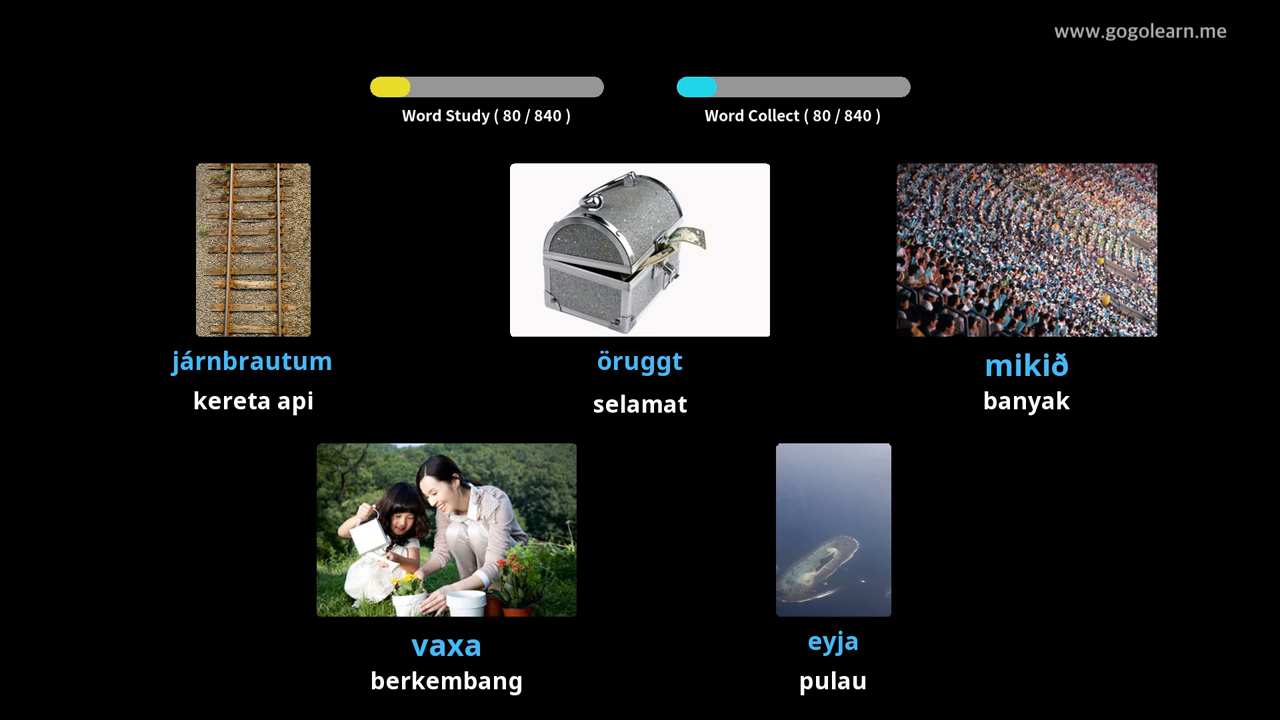 www.gogolearn.me
Word Study ( 80 / 840 )
Word Collect ( 80 / 840 )
járnbrautum
kereta api
öruggt
selamat
mikið
banyak
vaxa
berkembang
eyja
pulau